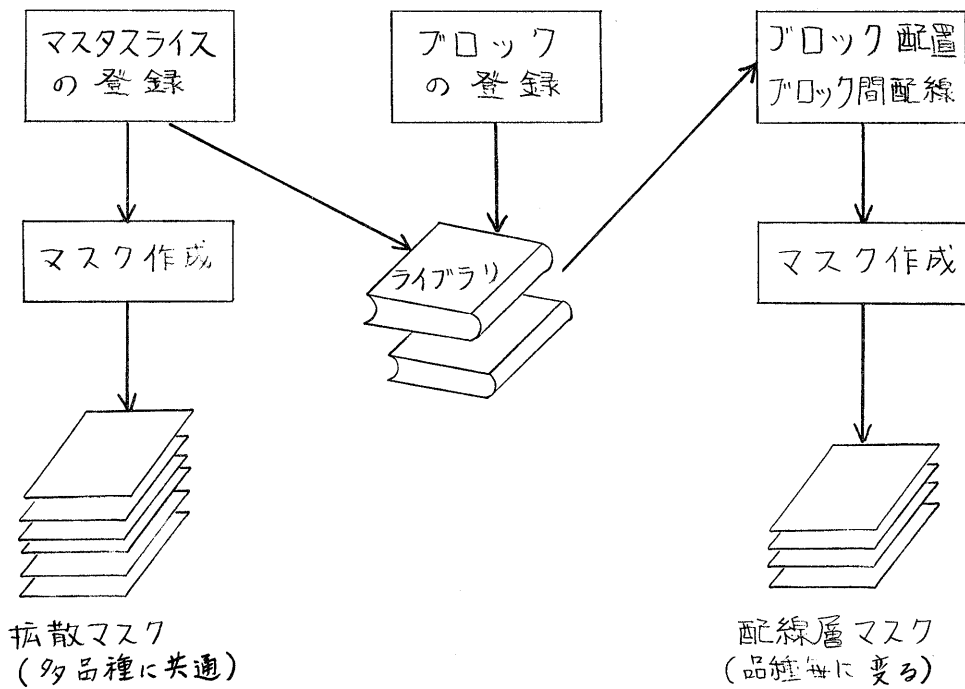 マスタスライス
の登録
ブロック
の登録
ブロック配置
ブロック間配線
マスク作成
ライブラリ
マスク作成
拡散マスク
(多品種に共通)
配線層マスク
(品種毎に変る)